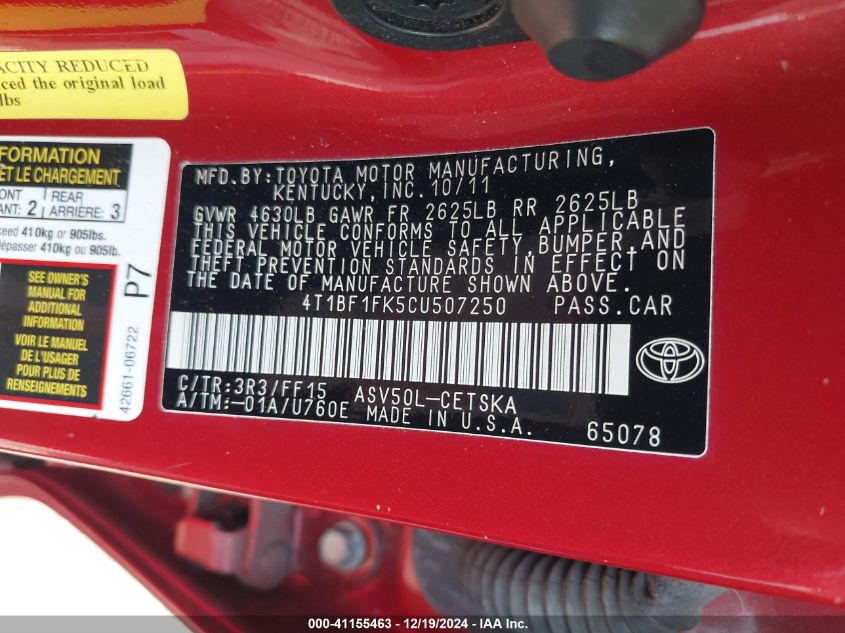 ACITY REDUCED
ced the original load
lbs
FORMATION
ET LE CHARGEMENT
ONT
ANT: 2
REAR
ARRIÈRE: 3
ceed 410kg or 905lbs.
dépasser 410kg ou 905lb.
SEE OWNER'S
MANUAL FOR
ADDITIONAL
INFORMATION
VOIR LE MANUEL
DE L'USAGER
POUR PLUS DE
P7
42661-06722
MFD.BY:TOYOTA MOTOR MANUFACTURING,
KENTUCKY,INC.10/11
GVWR 4630LB GAWR FR 2625LB RR 2625LB
THIS VEHICLE CONFORMS TO ALL APPLICABLE
FEDERAL MOTOR VEHICLE SAFETY,BUMPER,AND
THEFT PREVENTION STANDARDS IN EFFECT ON
THE DATE OF MANUFACTURE SHOWN ABOVE.
4T1BF1FK5CU507250 PASS.CAR
C/TR:3R3/FF15 ASV50L-CETSKA
A/TM:-01A/U760E MADE IN U.S.A. 65078
000-41155463 - 12/19/2024 - IAA Inc.